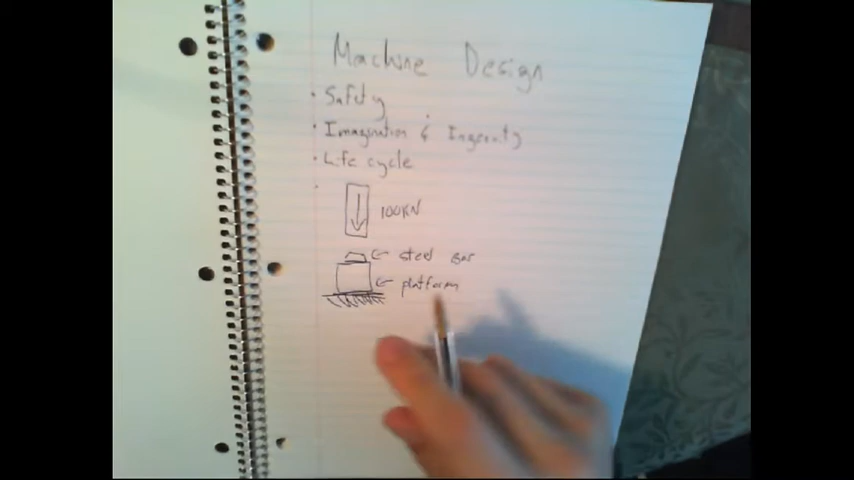 Machine Design
• Safety
• Imagination & Ingenuity
• Life cycle
•
100KN
← steel bar
← platform